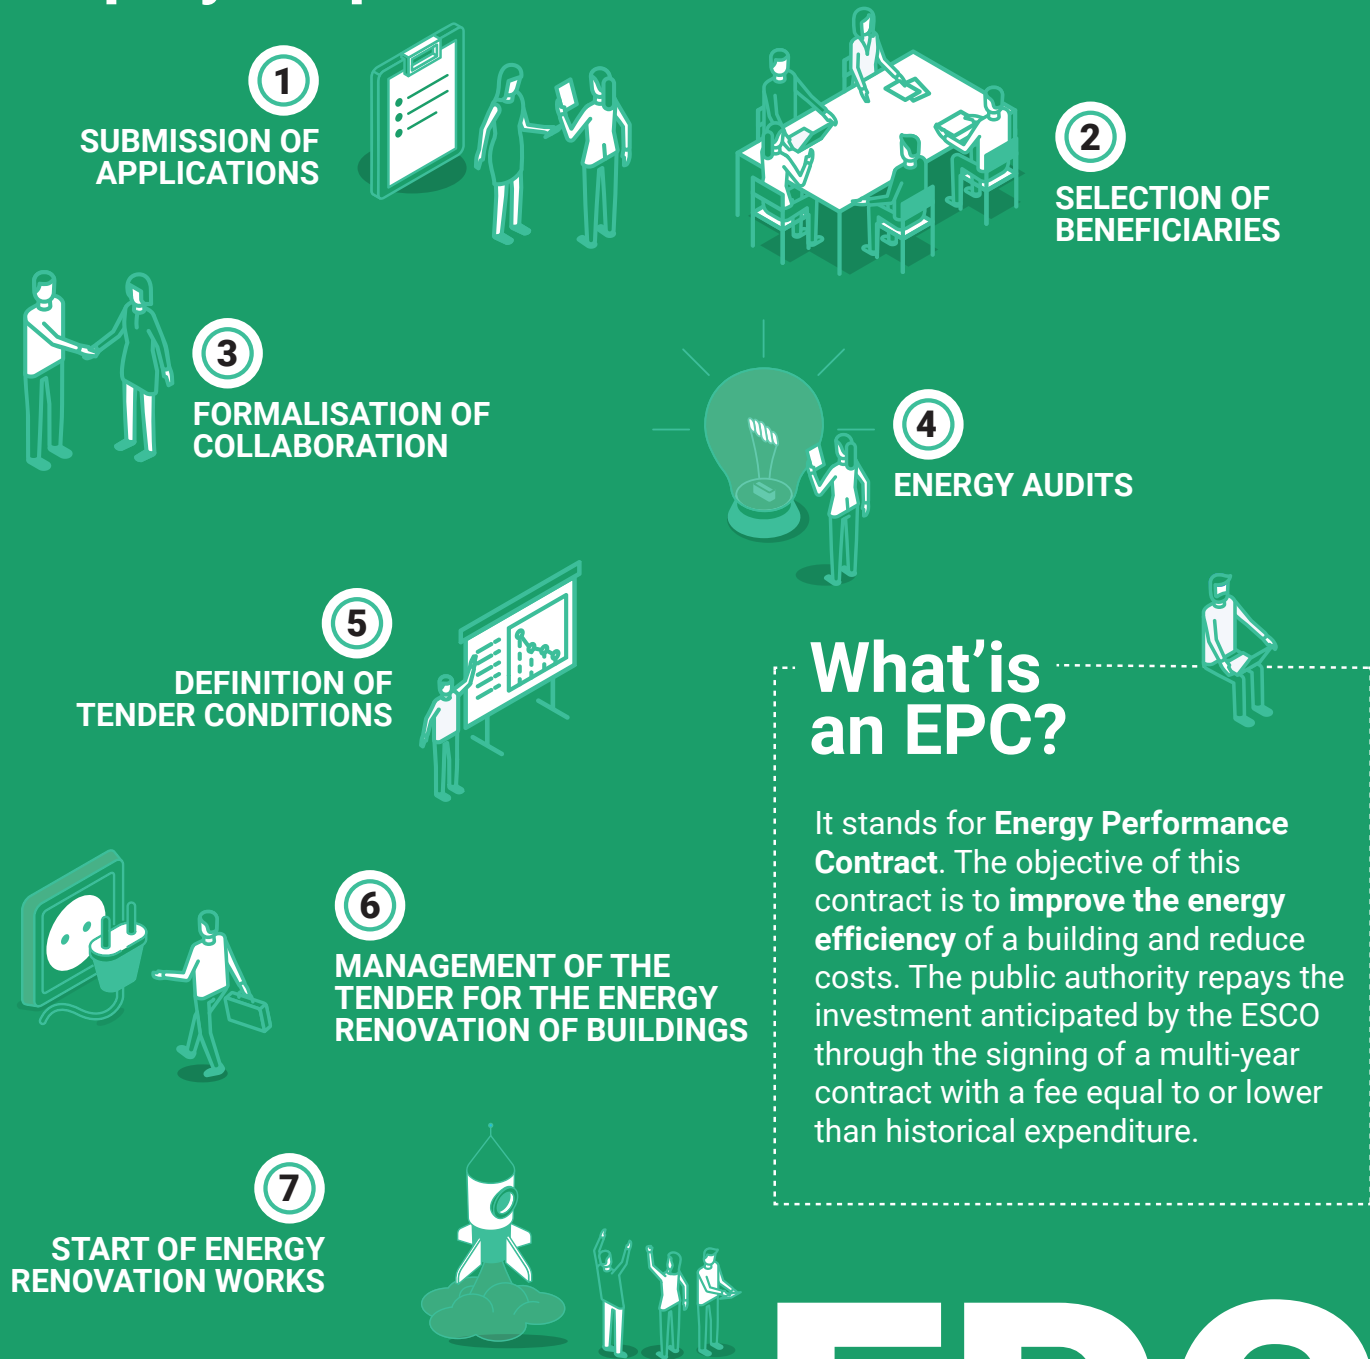 1
SUBMISSION OF
APPLICATIONS
2
SELECTION OF
BENEFICIARIES
3
FORMALISATION OF
COLLABORATION
4
ENERGY AUDITS
5
DEFINITION OF
TENDER CONDITIONS
6
MANAGEMENT OF THE
TENDER FOR THE ENERGY
RENOVATION OF BUILDINGS
7
START OF ENERGY
RENOVATION WORKS
What’is
an EPC?
It stands for Energy Performance
Contract. The objective of this
contract is to improve the energy
efficiency of a building and reduce
costs. The public authority repays the
investment anticipated by the ESCO
through the signing of a multi-year
contract with a fee equal to or lower
than historical expenditure.
EPC